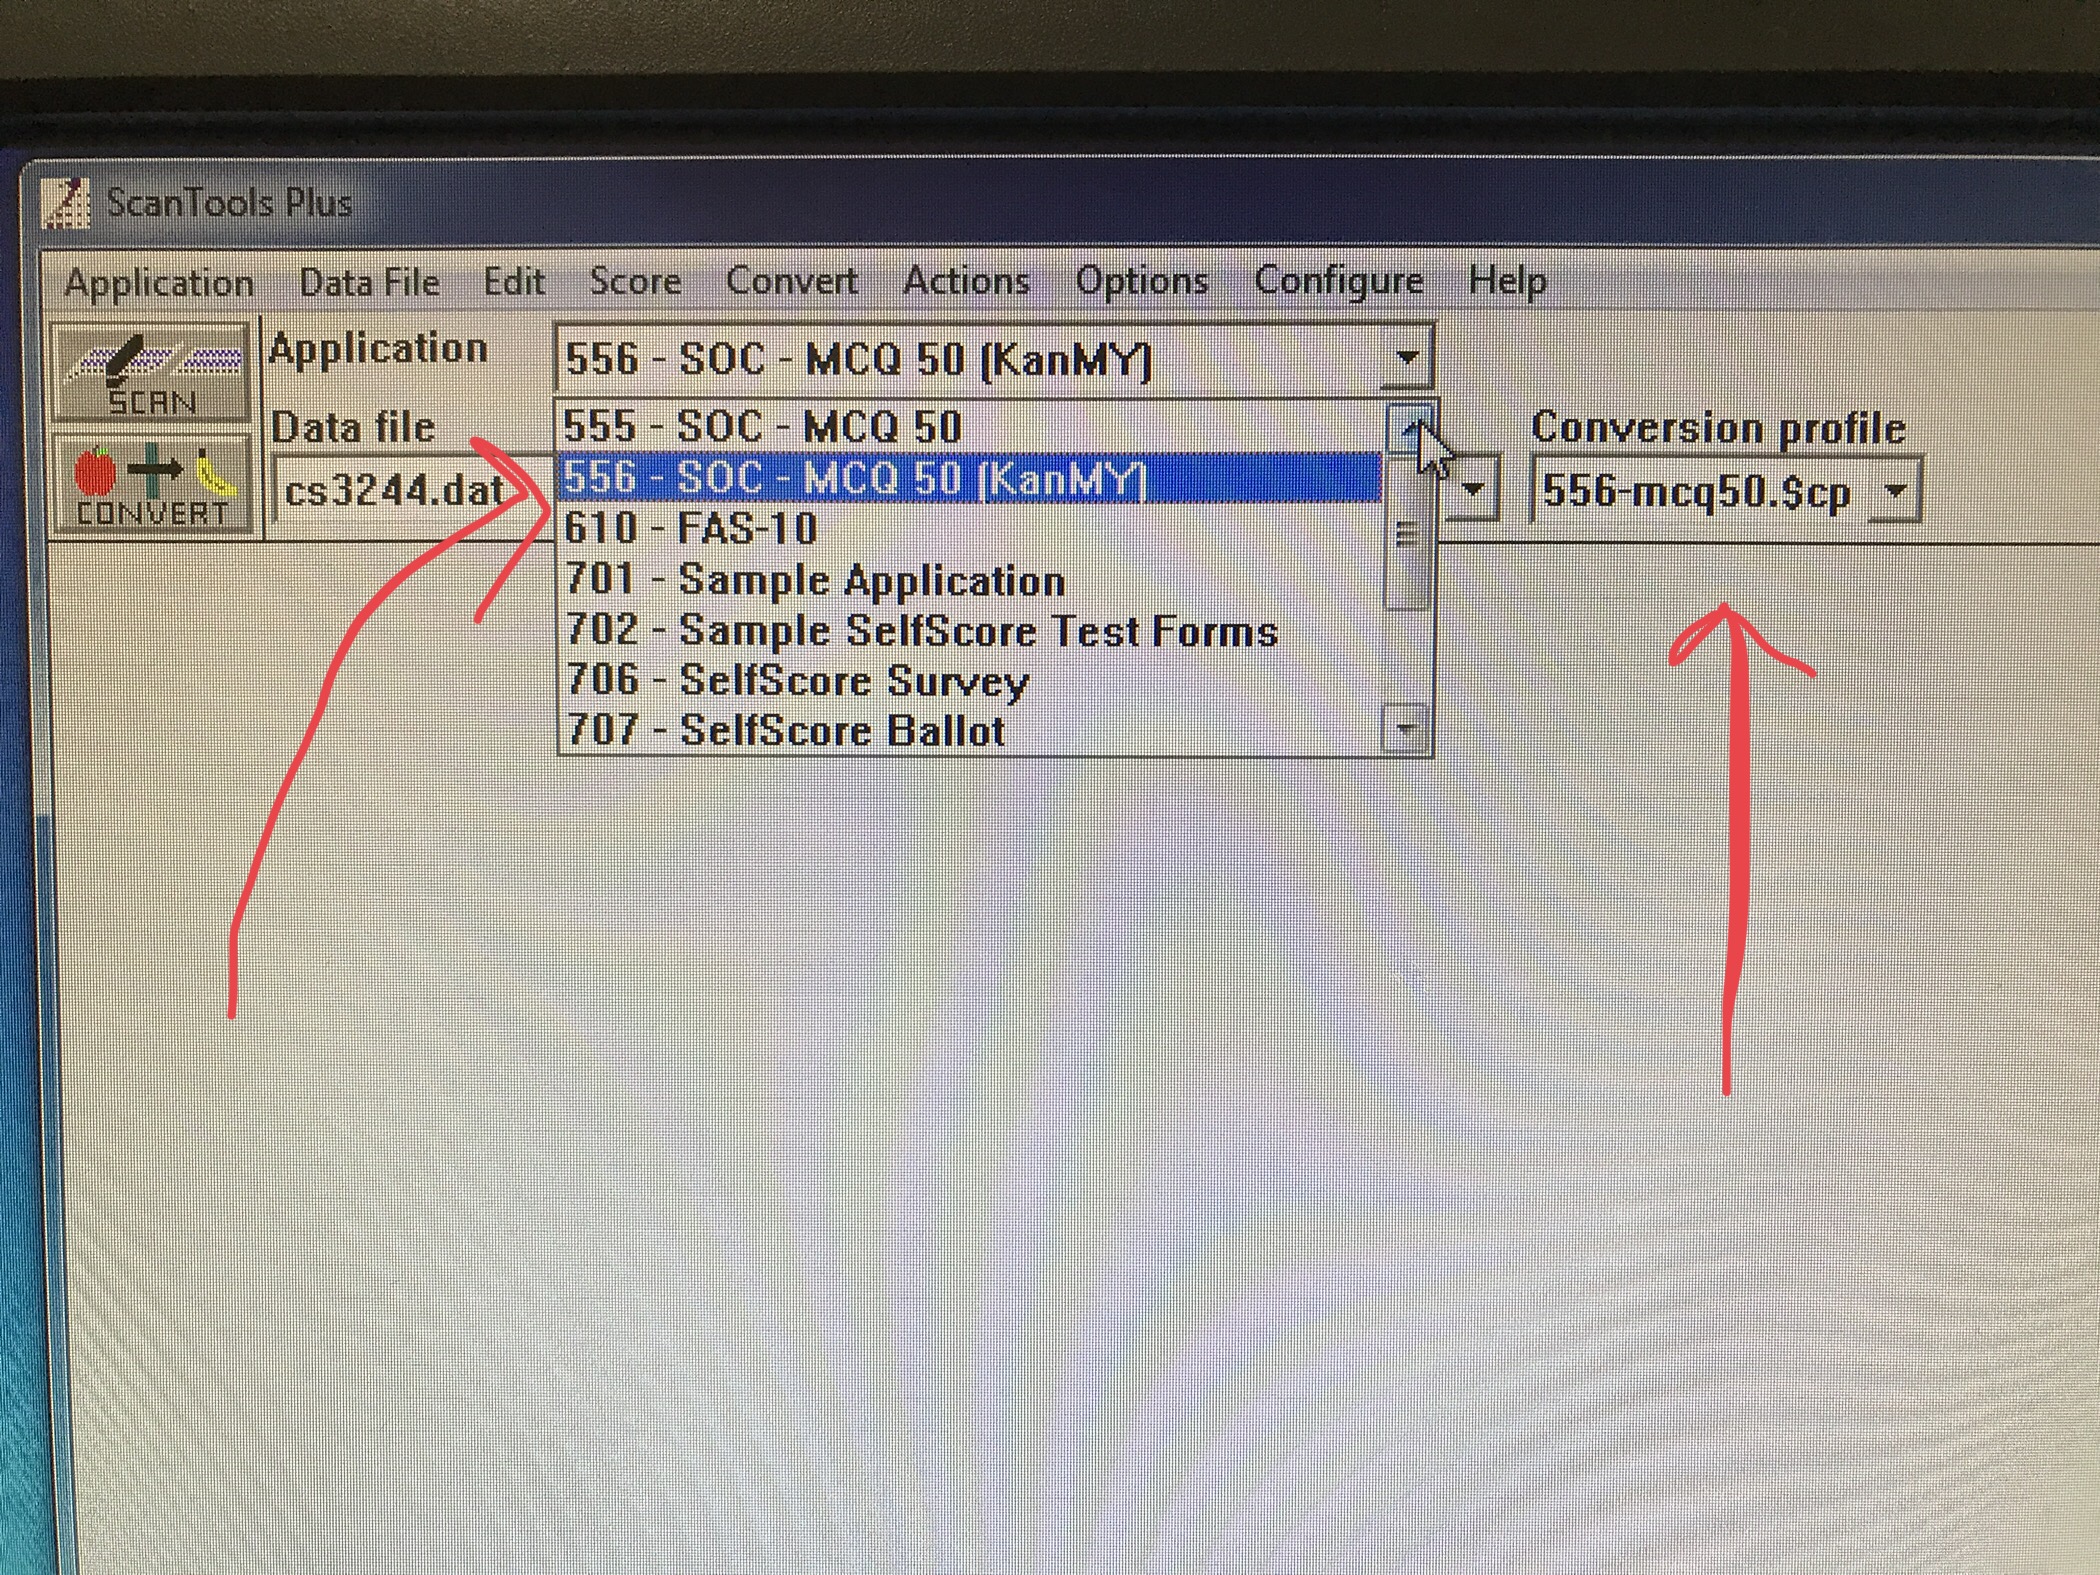 ScanTools Plus
Application Data File Edit Score Convert Actions Options Configure Help
SCAN
Application
556 - SOC - MCQ 50 (KanMY)
Data file
555 - SOC - MCQ 50
Conversion profile
CONVERT
cs3244.dat
556 - SOC - MCQ 50 (KanMY)
556-mcq50.$cp
610 - FAS-10
701 - Sample Application
702 - Sample SelfScore Test Forms
706 - SelfScore Survey
707 - SelfScore Ballot